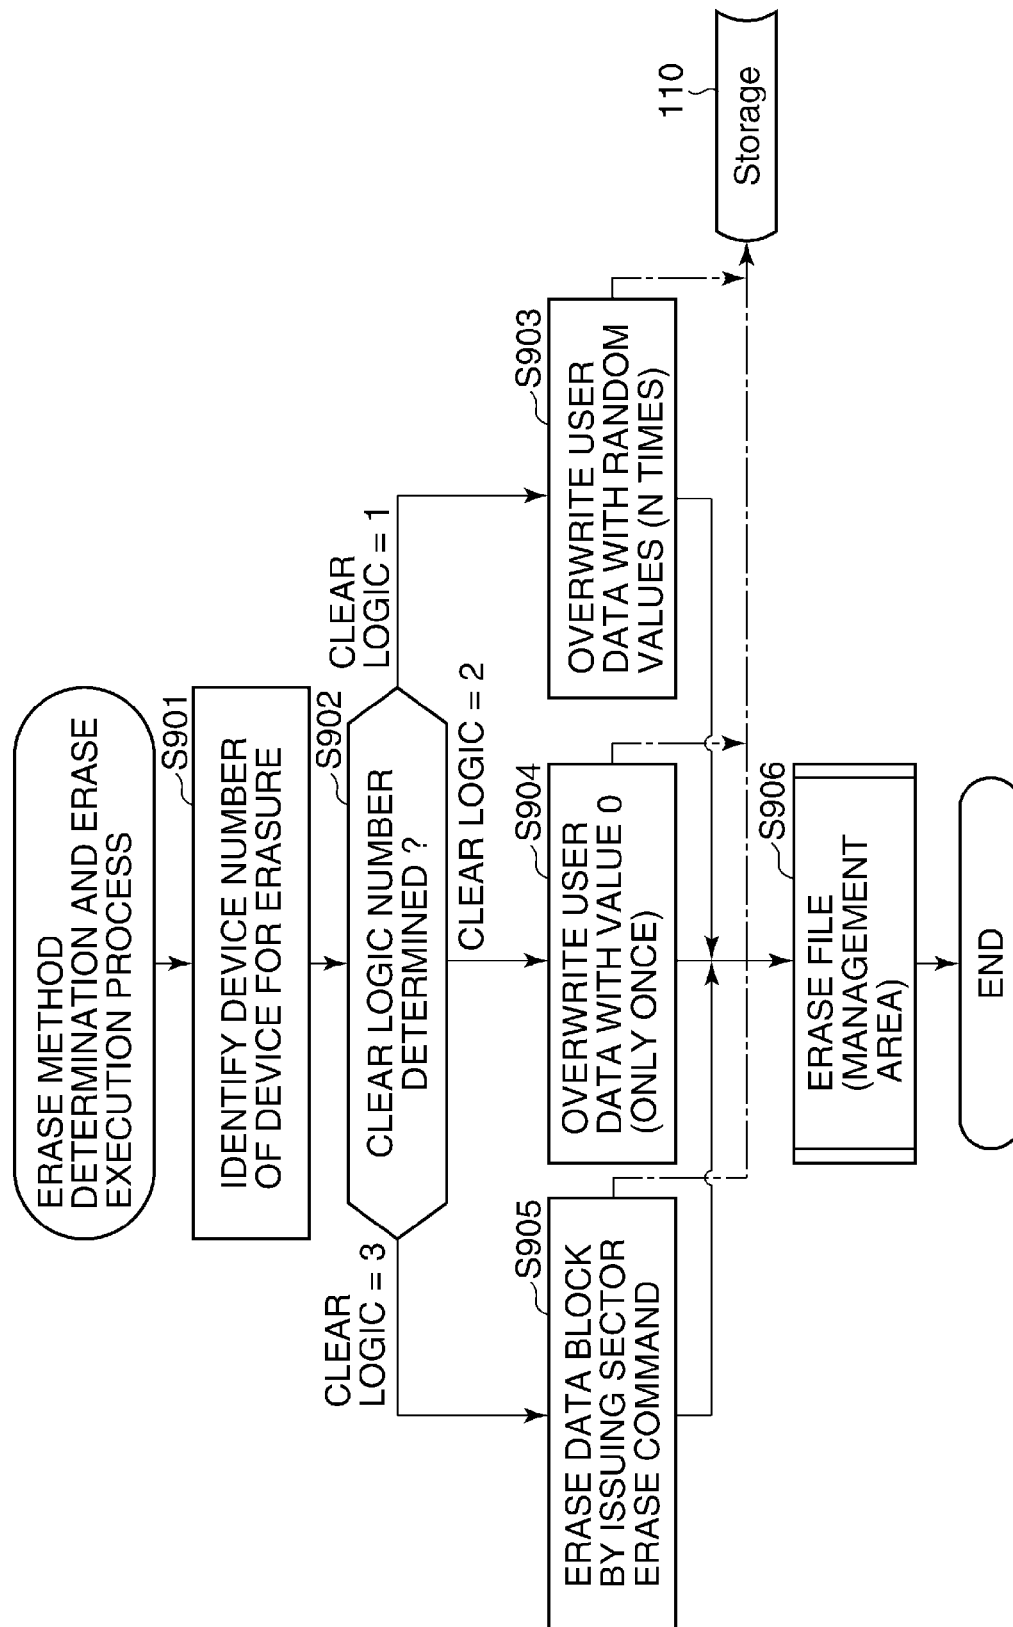 ERASE METHOD
DETERMINATION AND ERASE
EXECUTION PROCESS
S901
IDENTIFY DEVICE NUMBER
OF DEVICE FOR ERASURE
S902
CLEAR LOGIC NUMBER
DETERMINED ?
CLEAR
LOGIC = 3
CLEAR LOGIC = 2
CLEAR
LOGIC = 1
S905
ERASE DATA BLOCK
BY ISSUING SECTOR
ERASE COMMAND
S904
OVERWRITE USER
DATA WITH VALUE 0
(ONLY ONCE)
S903
OVERWRITE USER
DATA WITH RANDOM
VALUES (N TIMES)
110
Storage
S906
ERASE FILE
(MANAGEMENT
AREA)
END